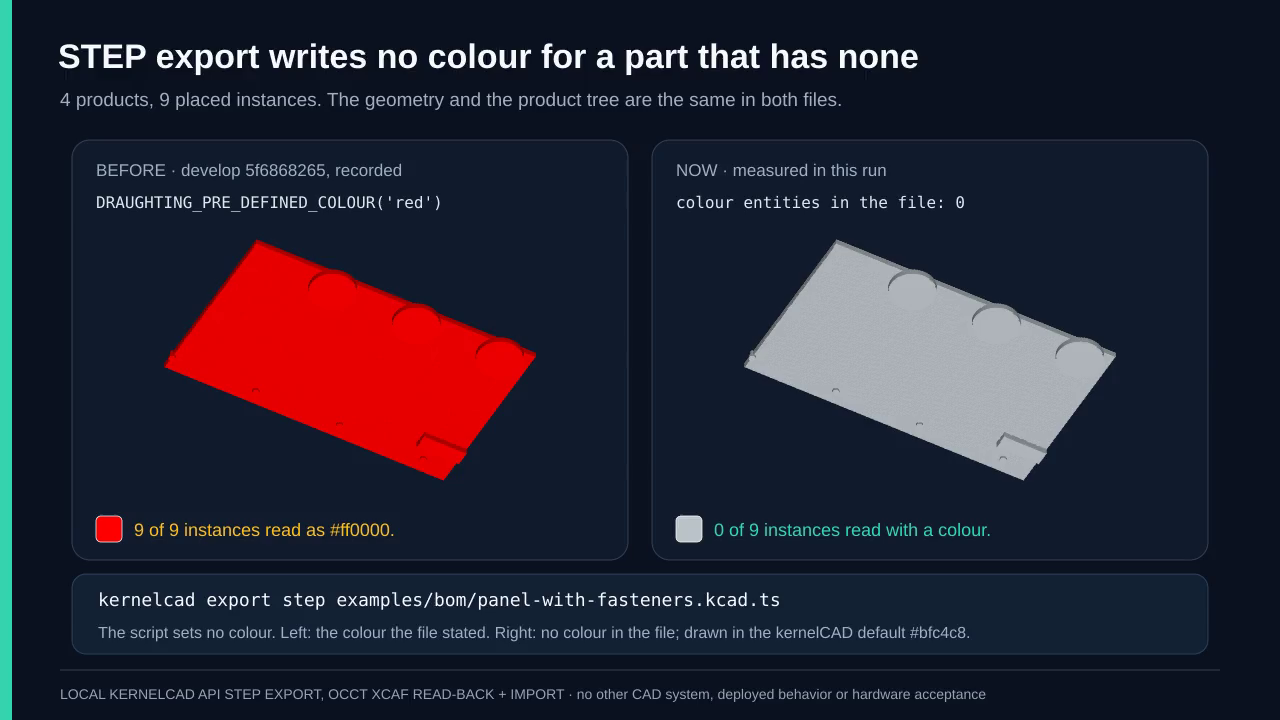 STEP export writes no colour for a part that has none
4 products, 9 placed instances. The geometry and the product tree are the same in both files.
BEFORE · develop 5f6868265, recorded
DRAUGHTING_PRE_DEFINED_COLOUR('red')
9 of 9 instances read as #ff0000.
NOW · measured in this run
colour entities in the file: 0
0 of 9 instances read with a colour.
kernelcad export step examples/bom/panel-with-fasteners.kcad.ts
The script sets no colour. Left: the colour the file stated. Right: no colour in the file; drawn in the kernelCAD default #bfc4c8.
LOCAL KERNELCAD API STEP EXPORT, OCCT XCAF READ-BACK + IMPORT · no other CAD system, deployed behavior or hardware acceptance